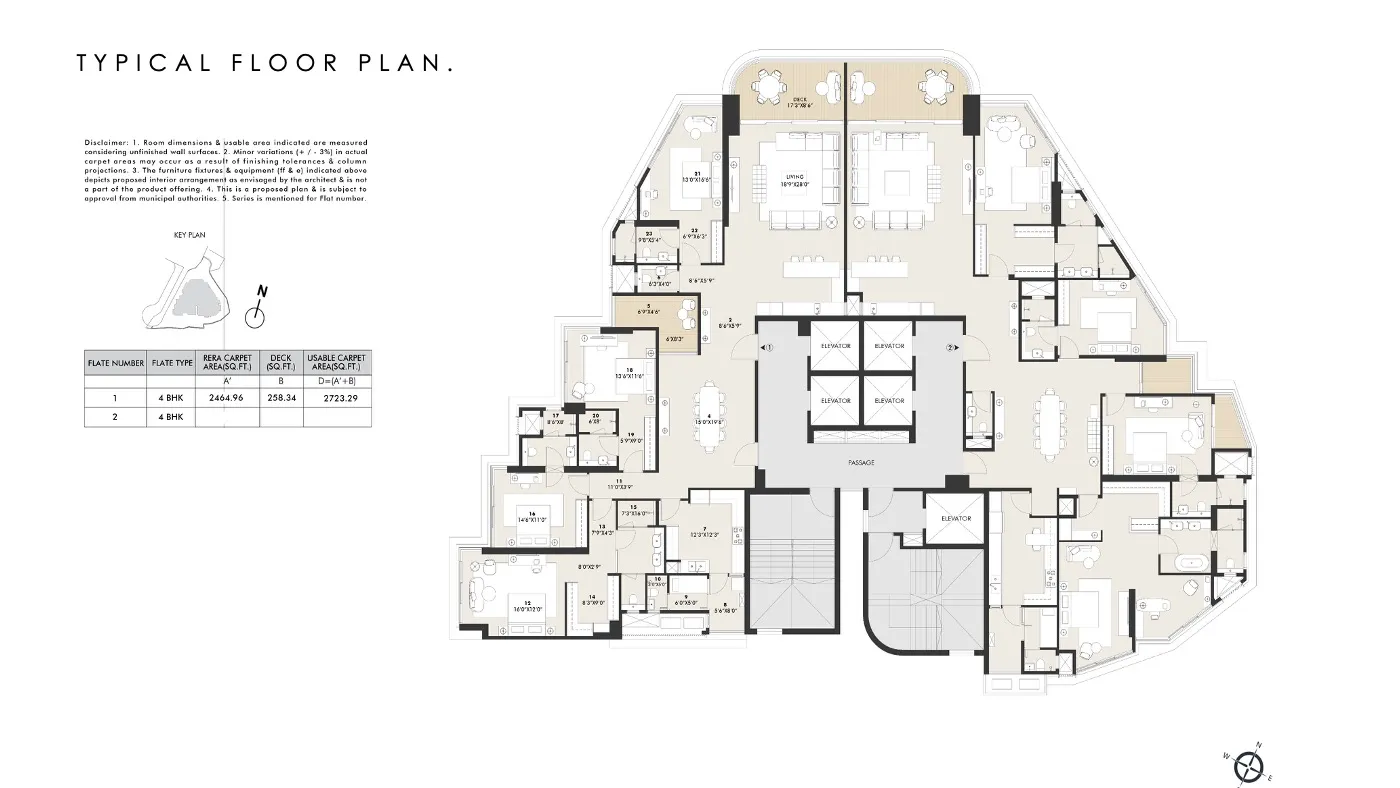 TYPICAL FLOOR PLAN.
Disclaimer: 1. Room dimensions & usable area indicated are measured
considering unfinished wall surfaces. 2. Minor variations (+ / - 3%) in actual
carpet areas may occur as a result of finishing tolerances & column
projections. 3. The furniture fixtures & equipment (ff & e) indicated above
depicts proposed interior arrangement as envisaged by the architect & is not
a part of the product offering. 4. This is a proposed plan & is subject to
approval from municipal authorities. 5. Series is mentioned for Flat number.
KEY PLAN
N
FLATE NUMBER FLATE TYPE RERA CARPET AREA(SQ.FT.) DECK (SQ.FT.) USABLE CARPET AREA(SQ.FT.)
A' B D=(A'+B)
1 4 BHK 2464.96 258.34 2723.29
2 4 BHK
DECK
17'3"X8'6"
21
13'0"X16'6"
LIVING
18'9"X28'0"
23
9'8"X5'4"
22
6'9"X6'3"
6'3"X4'0"
8'6"X5'9"
5
6'9"X4'6"
2
8'6"X5'9"
6'X8'3"
1
2
ELEVATOR
ELEVATOR
ELEVATOR
ELEVATOR
18
13'6"X11'6"
17
8'6"X8'
20
6'X8'
19
5'9"X9'0"
4
15'0"X19'6"
PASSAGE
11
11'0"X3'9"
16
14'6"X11'0"
13
7'9"X4'3"
15
7'3"X16'0"
7
12'3"X12'3"
ELEVATOR
8'0"X2'9"
12
16'0"X12'0"
14
8'3"X9'0"
10
9
6'0"X5'0"
8
5'6"X8'0"
N
W
E